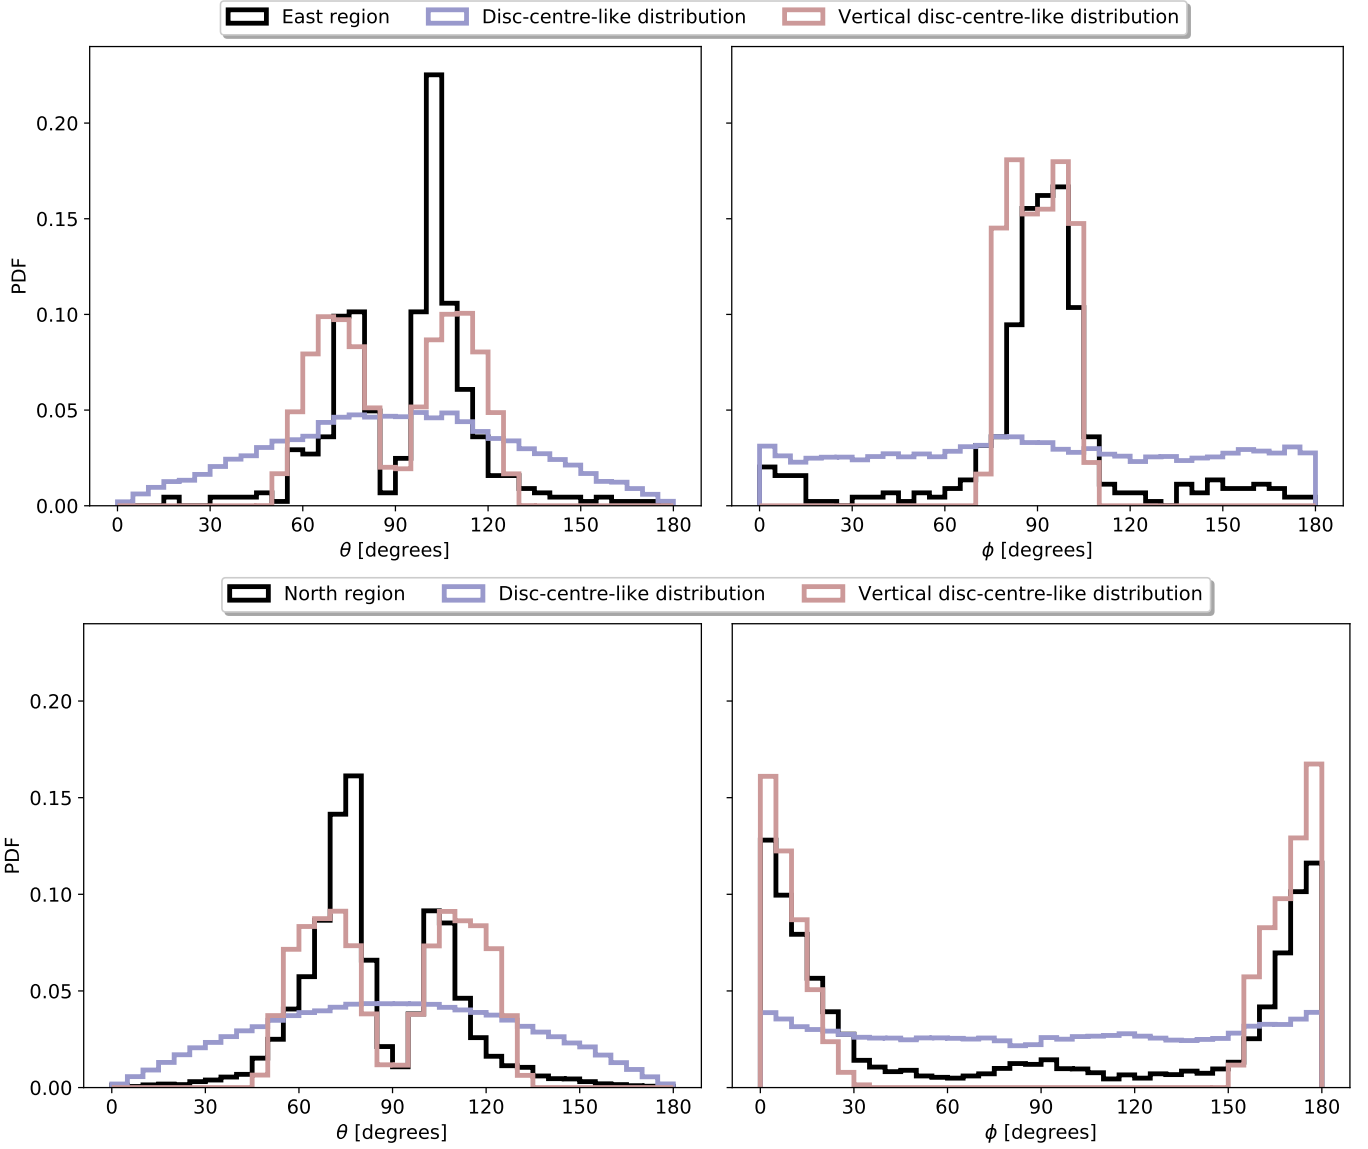 East region Disc-centre-like distribution Vertical disc-centre-like distribution
0.20
0.15
0.10
0.05
0.00
PDF
0 30 60 90 120 150 180
θ [degrees]
0 30 60 90 120 150 180
ϕ [degrees]
North region Disc-centre-like distribution Vertical disc-centre-like distribution
0.20
0.15
0.10
0.05
0.00
PDF
0 30 60 90 120 150 180
θ [degrees]
0 30 60 90 120 150 180
ϕ [degrees]